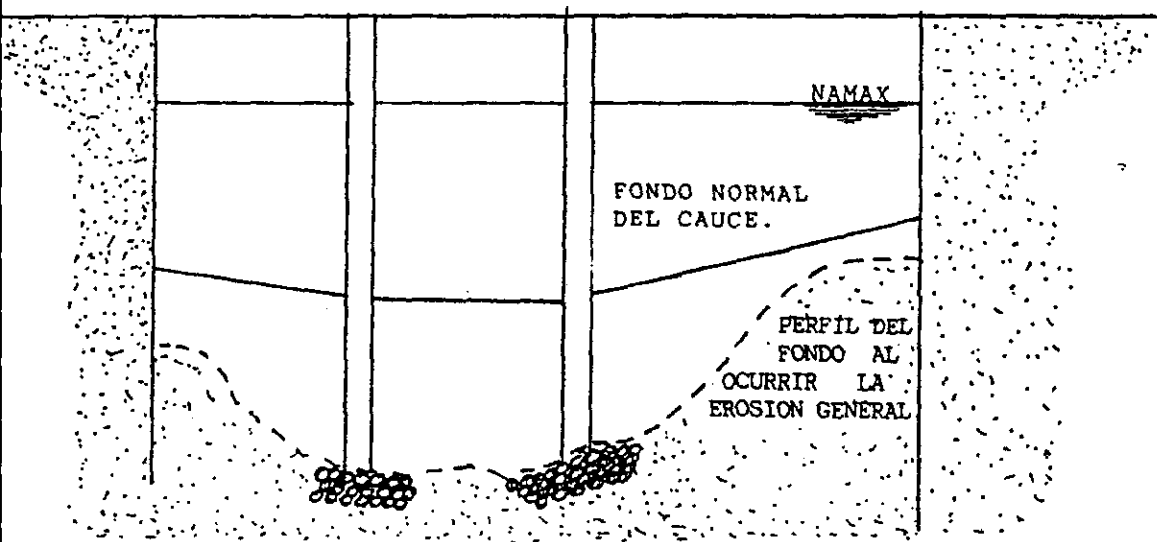 NAMAX
FONDO NORMAL
DEL CAUCE.
PERFIL DEL
FONDO AL
OCURRIR LA
EROSION GENERAL